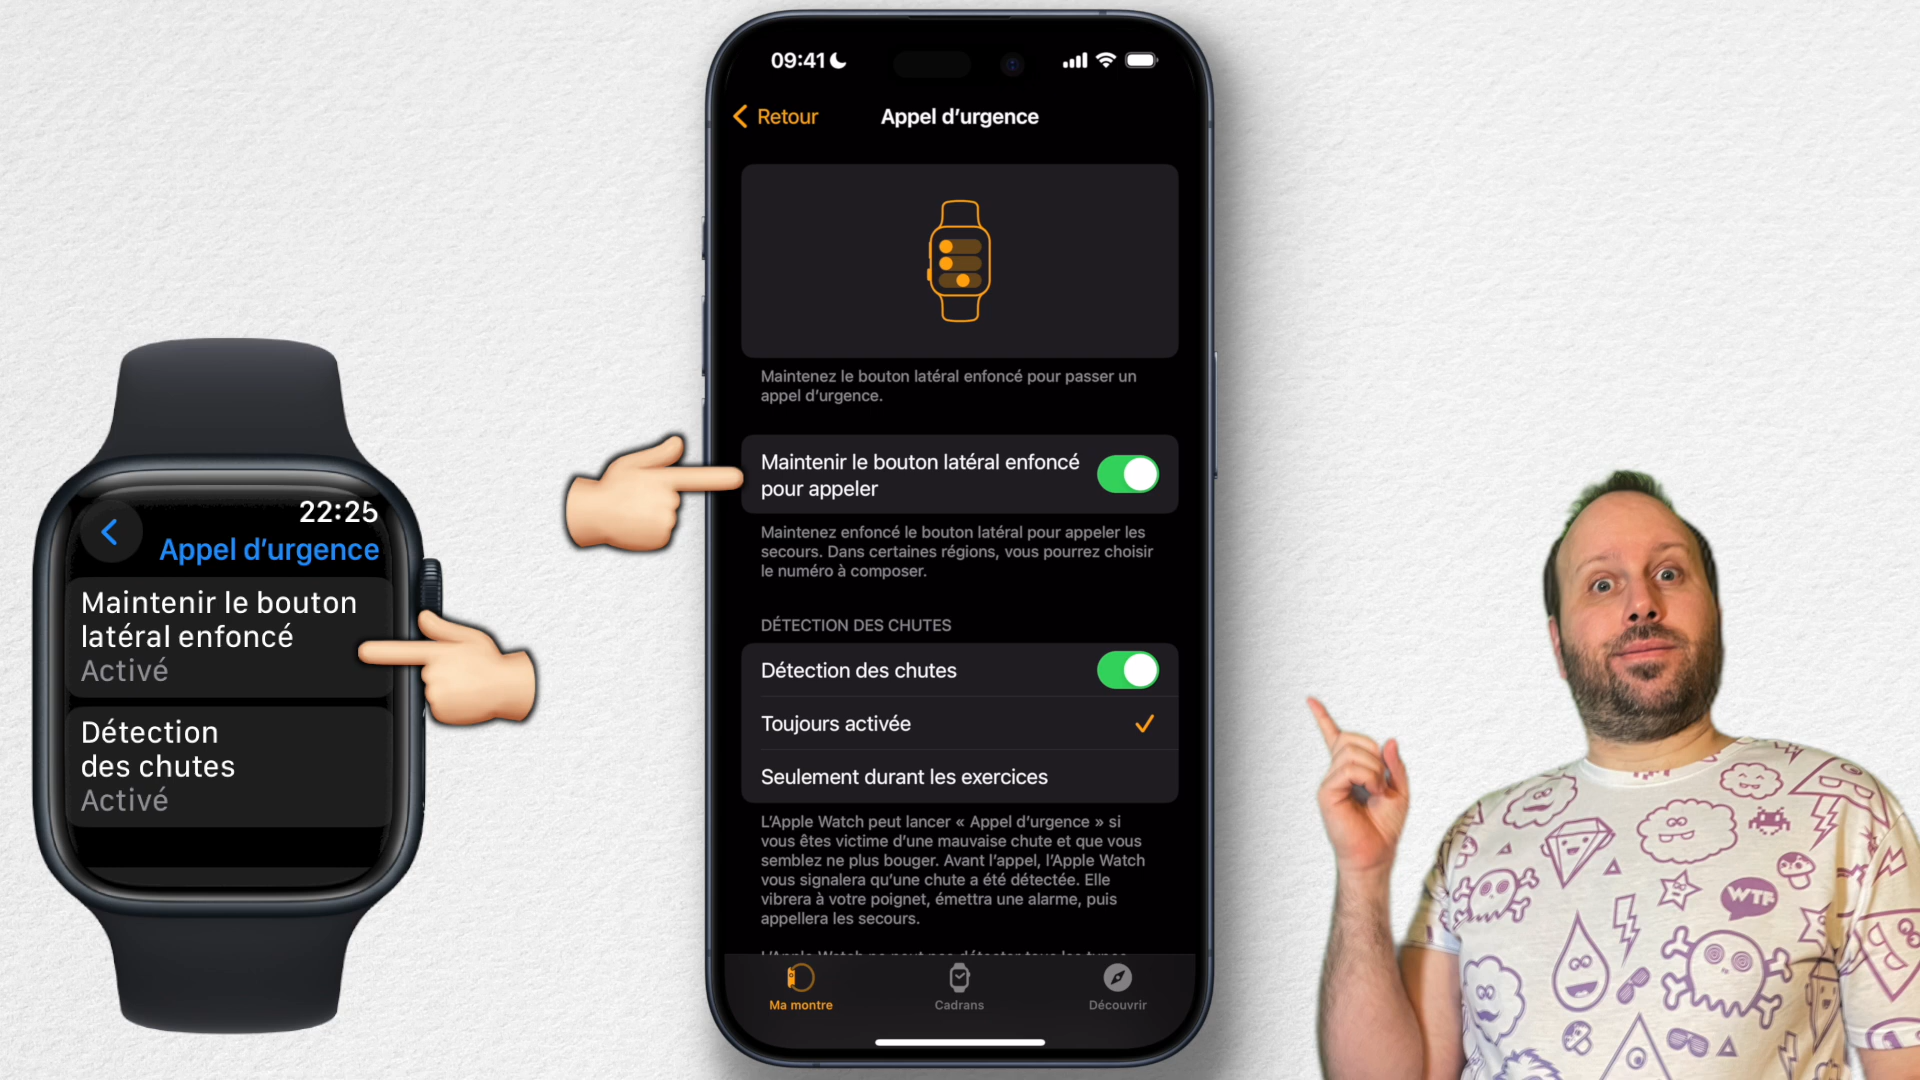 22:25
Appel d’urgence
Maintenir le bouton
latéral enfoncé
Activé
Détection
des chutes
Activé
09:41
Retour
Appel d’urgence
Maintenez le bouton latéral enfoncé pour passer un
appel d’urgence.
Maintenir le bouton latéral enfoncé
pour appeler
Maintenez enfoncé le bouton latéral pour appeler les
secours. Dans certaines régions, vous pourrez choisir
le numéro à composer.
DÉTECTION DES CHUTES
Détection des chutes
Toujours activée
Seulement durant les exercices
L’Apple Watch peut lancer « Appel d’urgence » si
vous êtes victime d’une mauvaise chute et que vous
semblez ne plus bouger. Avant l’appel, l’Apple Watch
vous signalera qu’une chute a été détectée. Elle
vibrera à votre poignet, émettra une alarme, puis
appellera les secours.
Ma montre
Cadrans
Découvrir
WTF